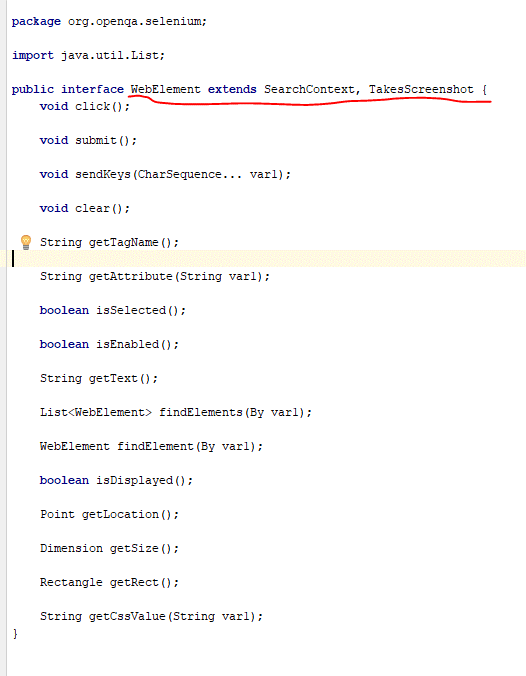 package org.openqa.selenium;
import java.util.List;
public interface WebElement extends SearchContext, TakesScreenshot {
void click();
void submit();
void sendKeys(CharSequence... var1);
void clear();
String getTagName();
String getAttribute(String var1);
boolean isSelected();
boolean isEnabled();
String getText();
List<WebElement> findElements(By var1);
WebElement findElement(By var1);
boolean isDisplayed();
Point getLocation();
Dimension getSize();
Rectangle getRect();
String getCssValue(String var1);
}